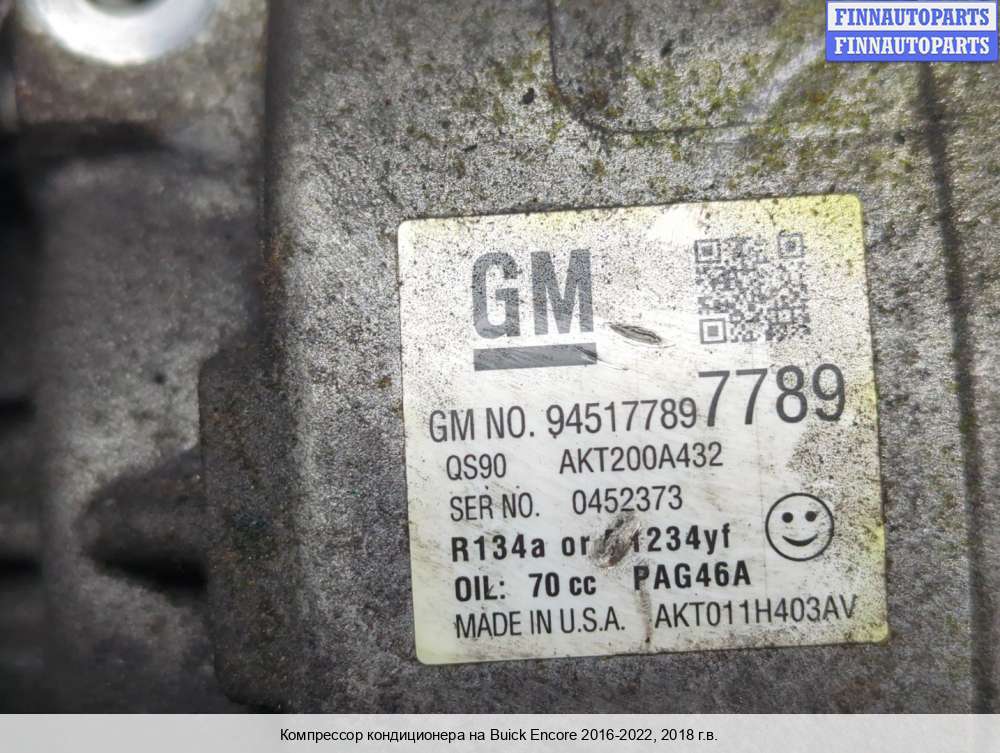 FINNAUTOPARTS
FINNAUTOPARTS
GM
GM NO. 94517789 7789
QS90 AKT200A432
SER NO. 0452373
R134a or 1234yf
OIL: 70 cc PAG46A
MADE IN U.S.A. AKT011H403AV
Компрессор кондиционера на Buick Encore 2016-2022, 2018 г.в.